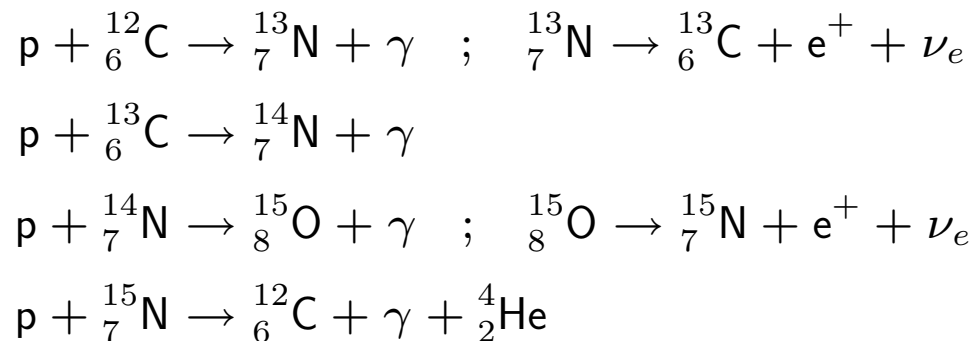 p + ¹²₆C → ¹³₇N + γ ; ¹³₇N → ¹³₆C + e⁺ + νₑ
p + ¹³₆C → ¹⁴₇N + γ
p + ¹⁴₇N → ¹⁵₈O + γ ; ¹⁵₈O → ¹⁵₇N + e⁺ + νₑ
p + ¹⁵₇N → ¹²₆C + γ + ⁴₂He